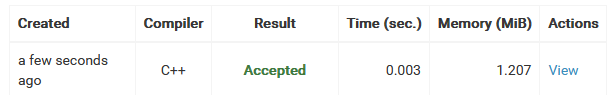 Created Compiler Result Time (sec.) Memory (MiB) Actions
a few seconds
ago
C++ Accepted 0.003 1.207 View